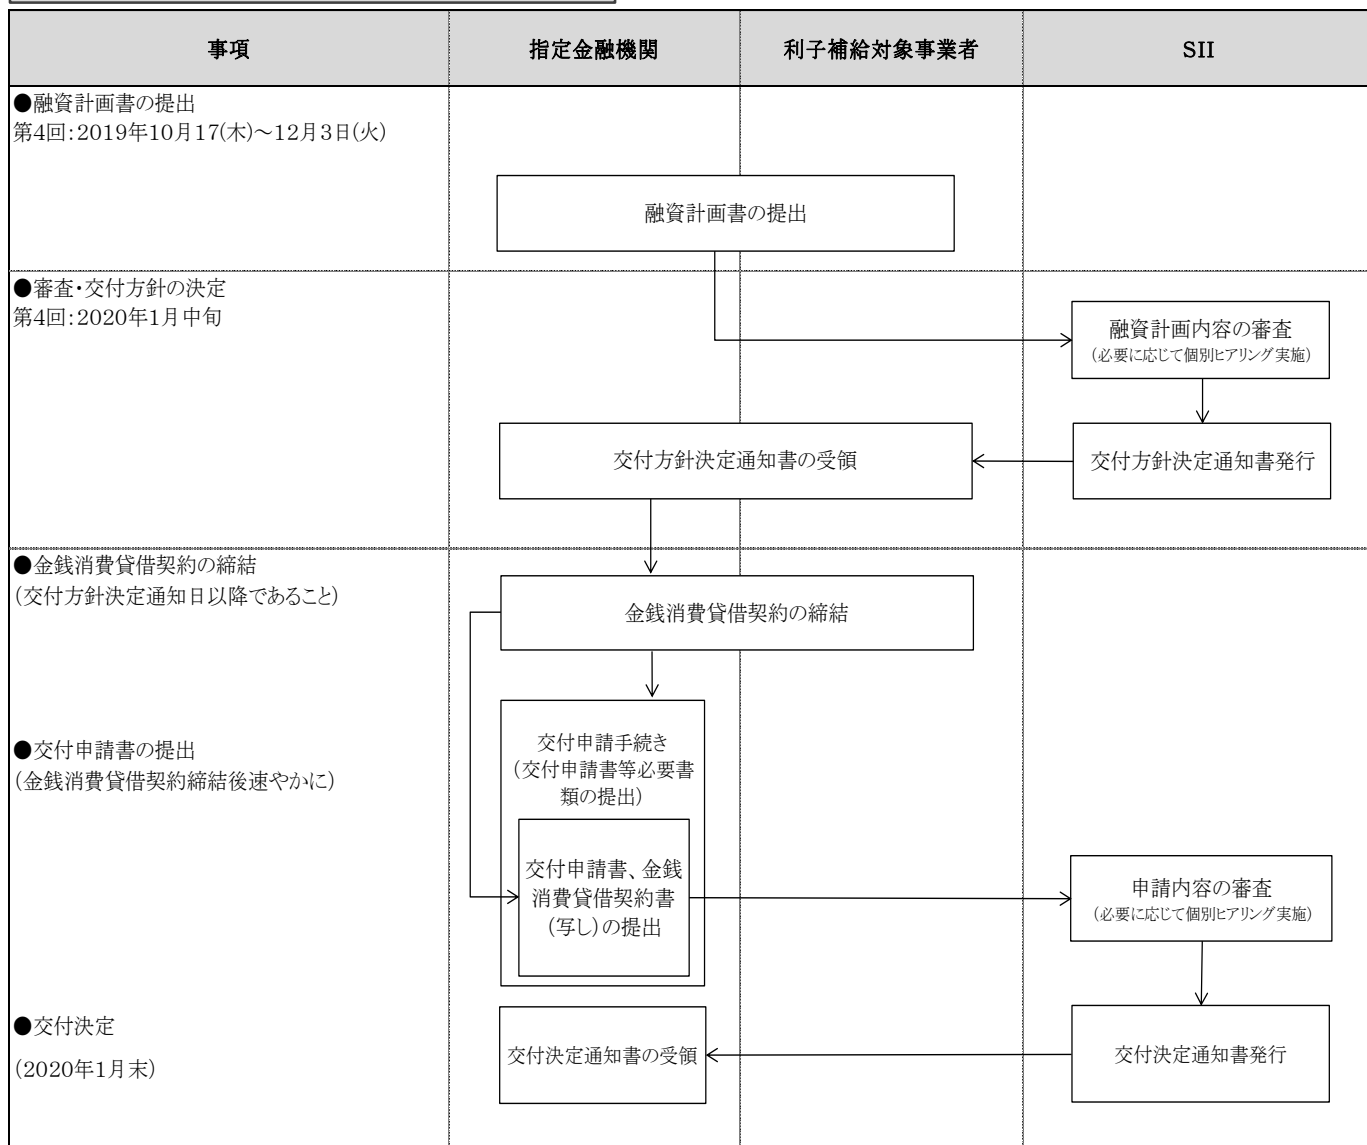 事項
指定金融機関
利子補給対象事業者
SII
●融資計画書の提出
第4回:2019年10月17(木)~12月3日(火)
融資計画書の提出
●審査・交付方針の決定
第4回:2020年1月中旬
融資計画内容の審査
(必要に応じて個別ヒアリング実施)
交付方針決定通知書の受領
交付方針決定通知書発行
●金銭消費貸借契約の締結
(交付方針決定通知日以降であること)
金銭消費貸借契約の締結
●交付申請書の提出
(金銭消費貸借契約締結後速やかに)
交付申請手続き
(交付申請書等必要書
類の提出)
交付申請書、金銭
消費貸借契約書
(写し)の提出
申請内容の審査
(必要に応じて個別ヒアリング実施)
●交付決定
(2020年1月末)
交付決定通知書の受領
交付決定通知書発行